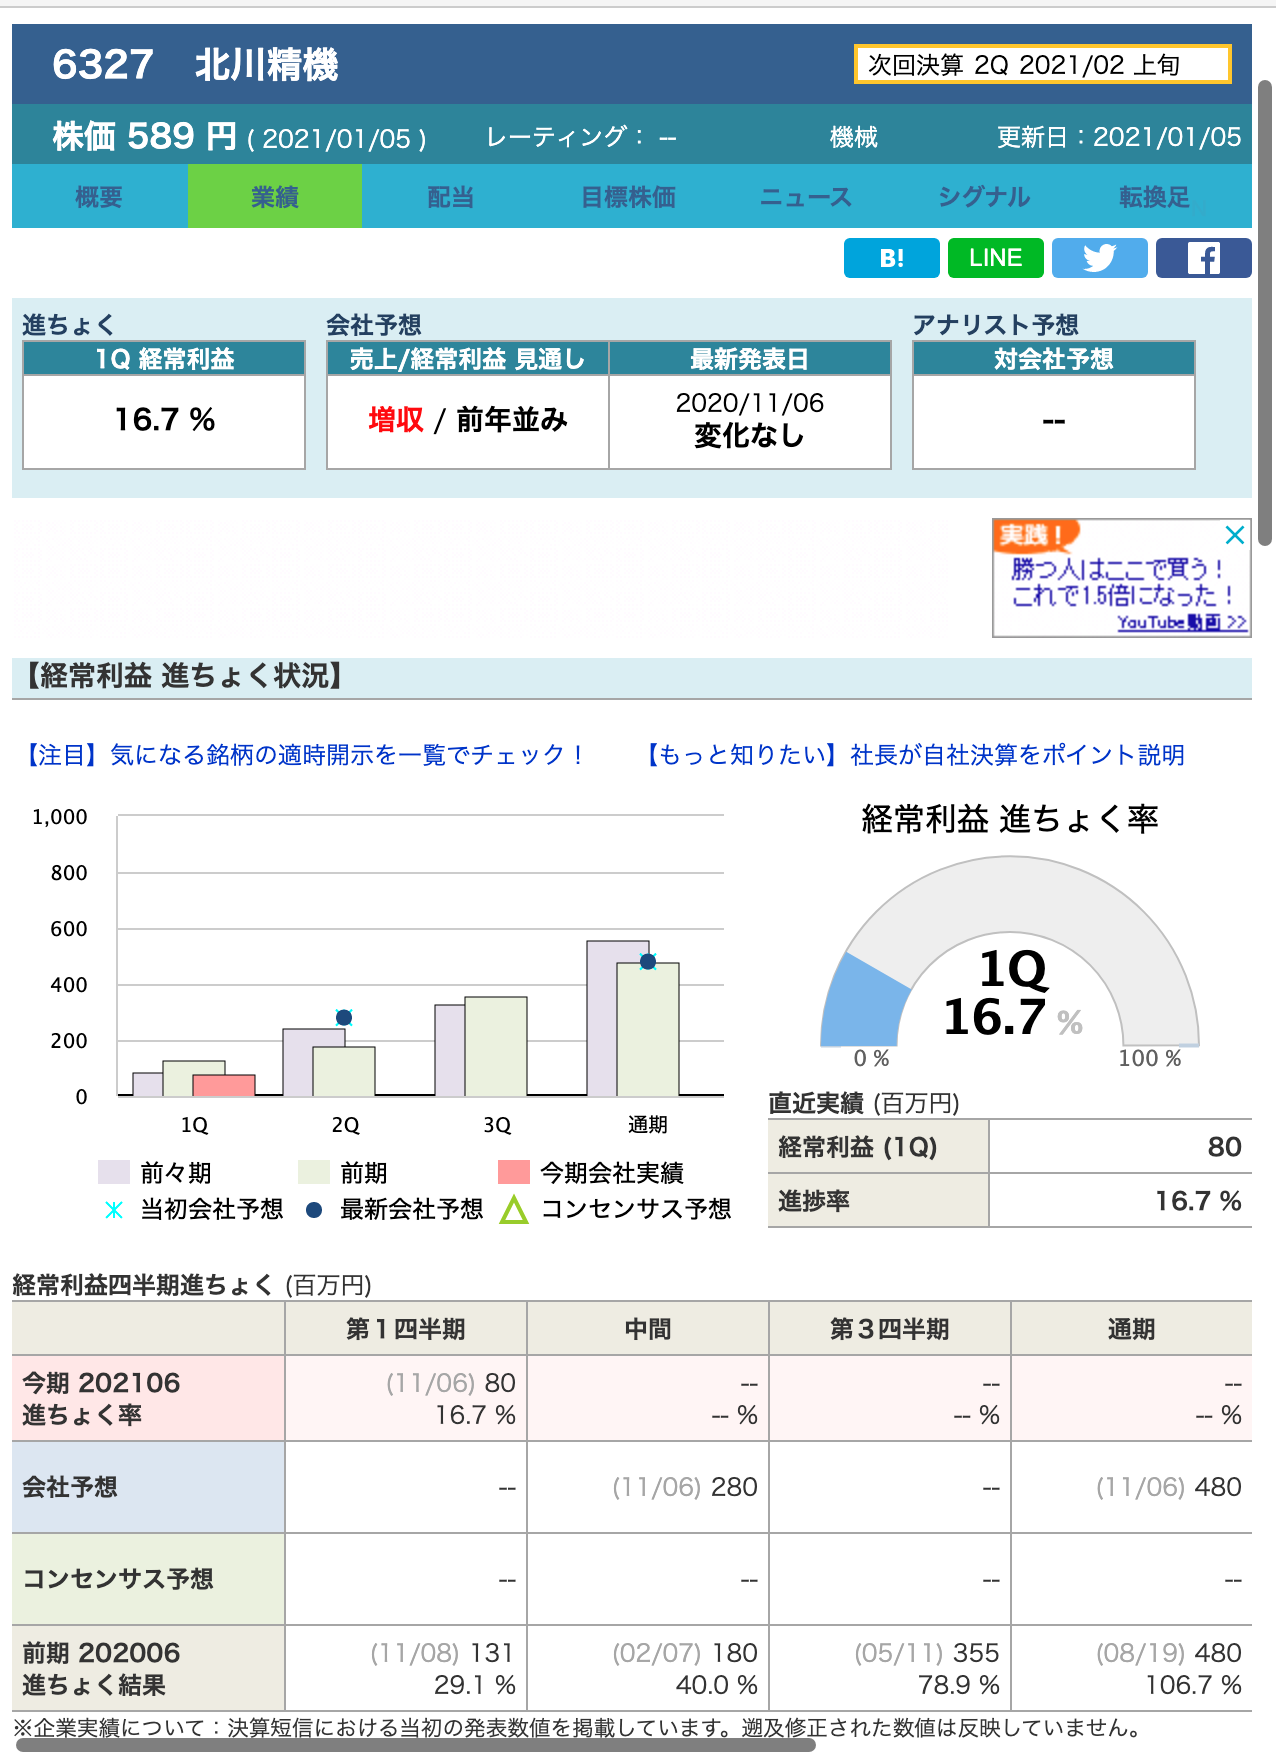 6327　北川精機
次回決算 2Q 2021/02 上旬
株価 589 円 ( 2021/01/05 )
レーティング： --
機械
更新日：2021/01/05
概要
業績
配当
目標株価
ニュース
シグナル
転換足
B!
LINE
進ちょく
会社予想
アナリスト予想
1Q 経常利益
売上/経常利益 見通し
最新発表日
対会社予想
16.7 %
増収 / 前年並み
2020/11/06
変化なし
--
実践！
勝つ人はここで買う！
これで1.5倍になった！
YouTube動画 >>
【経常利益 進ちょく状況】
【注目】気になる銘柄の適時開示を一覧でチェック！
【もっと知りたい】社長が自社決算をポイント説明
1,000
800
600
400
200
0
1Q
2Q
3Q
通期
前々期
前期
今期会社実績
当初会社予想
最新会社予想
コンセンサス予想
経常利益 進ちょく率
1Q
16.7 %
0 %
100 %
直近実績 (百万円)
経常利益 (1Q)
80
進捗率
16.7 %
経常利益四半期進ちょく (百万円)
第１四半期
中間
第３四半期
通期
今期 202106
進ちょく率
(11/06) 80
16.7 %
--
-- %
--
-- %
--
-- %
会社予想
--
(11/06) 280
--
(11/06) 480
コンセンサス予想
--
--
--
--
前期 202006
進ちょく結果
(11/08) 131
29.1 %
(02/07) 180
40.0 %
(05/11) 355
78.9 %
(08/19) 480
106.7 %
※企業実績について：決算短信における当初の発表数値を掲載しています。遡及修正された数値は反映していません。